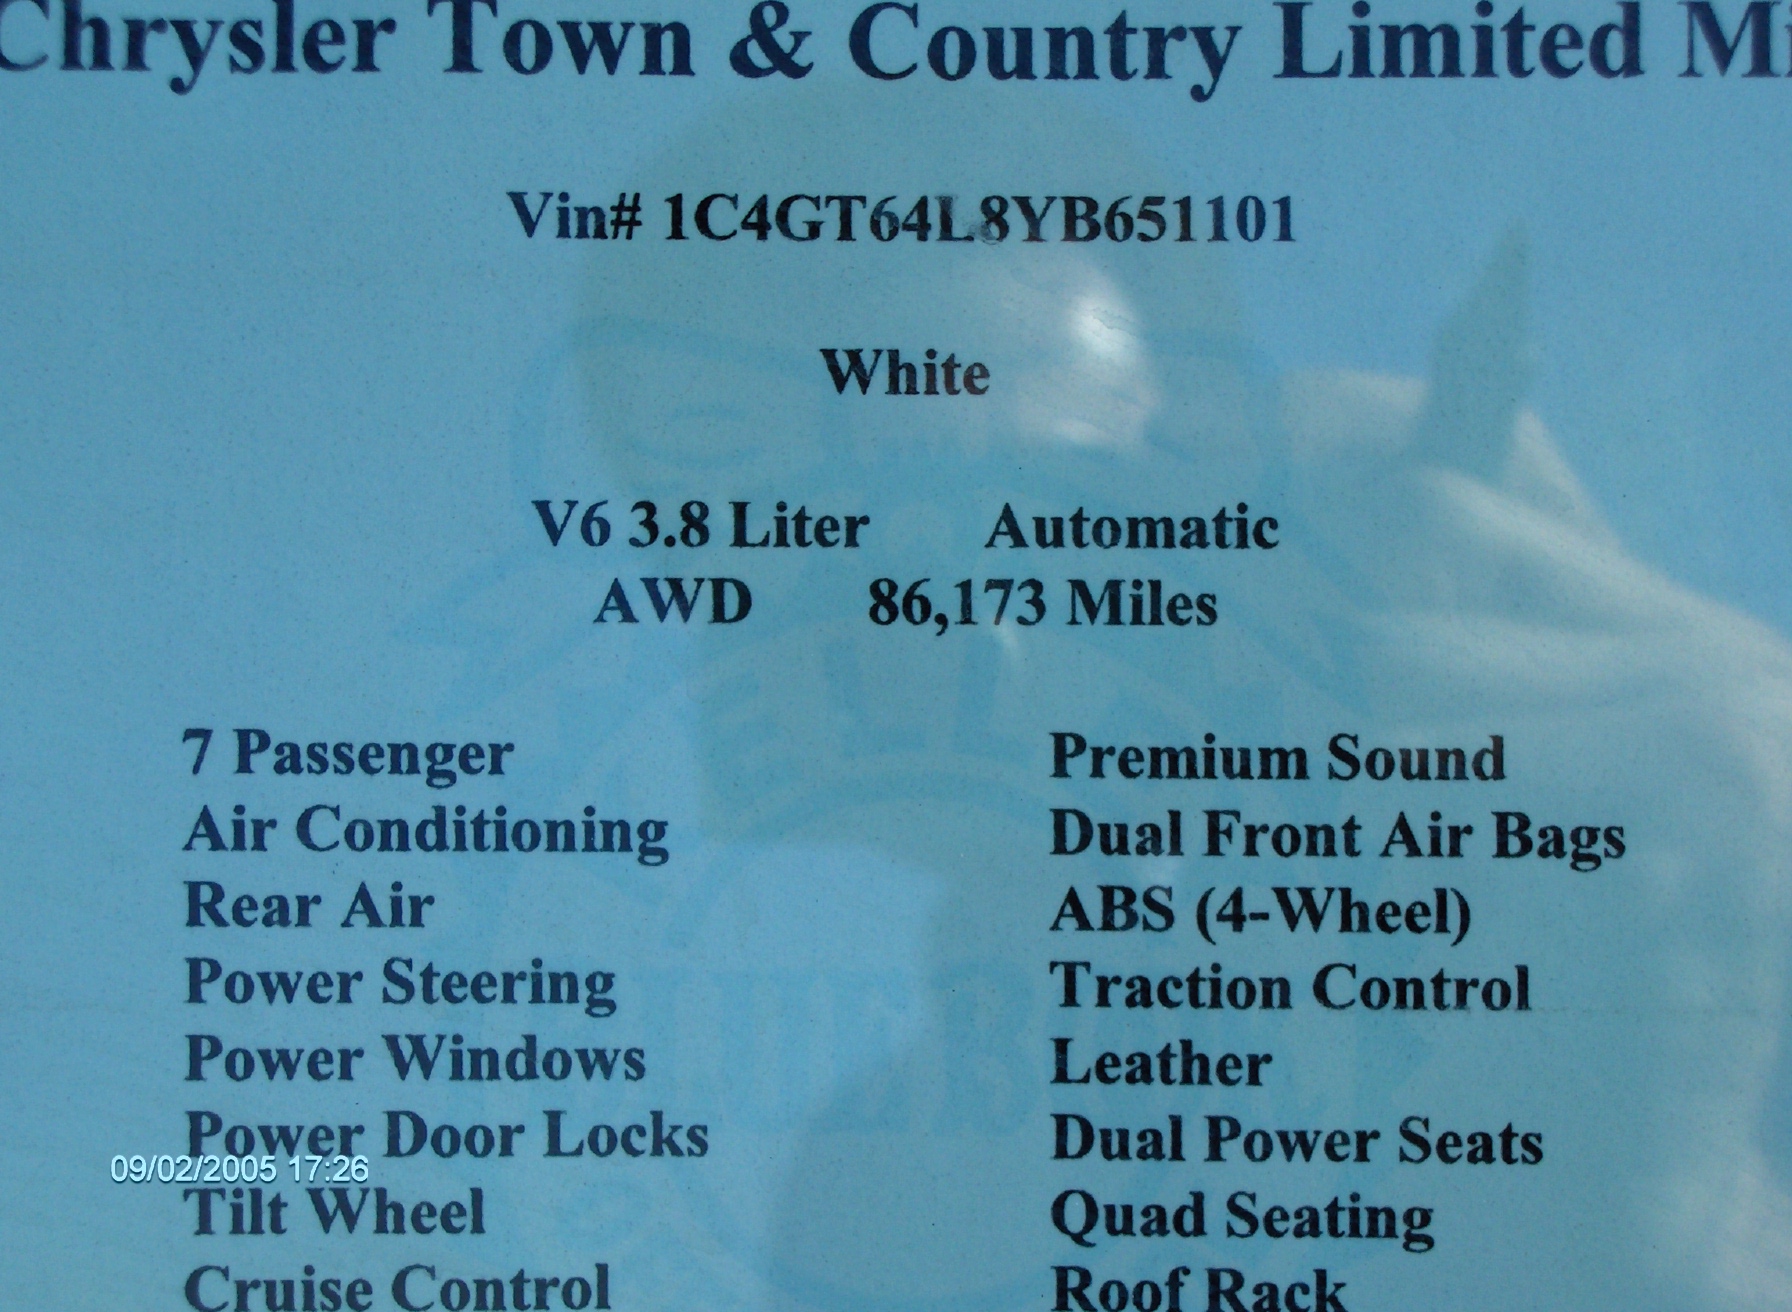 Chrysler Town & Country Limited Mi
Vin# 1C4GT64L8YB651101
White
V6 3.8 Liter Automatic
AWD 86,173 Miles
7 Passenger
Air Conditioning
Rear Air
Power Steering
Power Windows
Power Door Locks
Tilt Wheel
Cruise Control
Premium Sound
Dual Front Air Bags
ABS (4-Wheel)
Traction Control
Leather
Dual Power Seats
Quad Seating
Roof Rack
09/02/2005 17:26